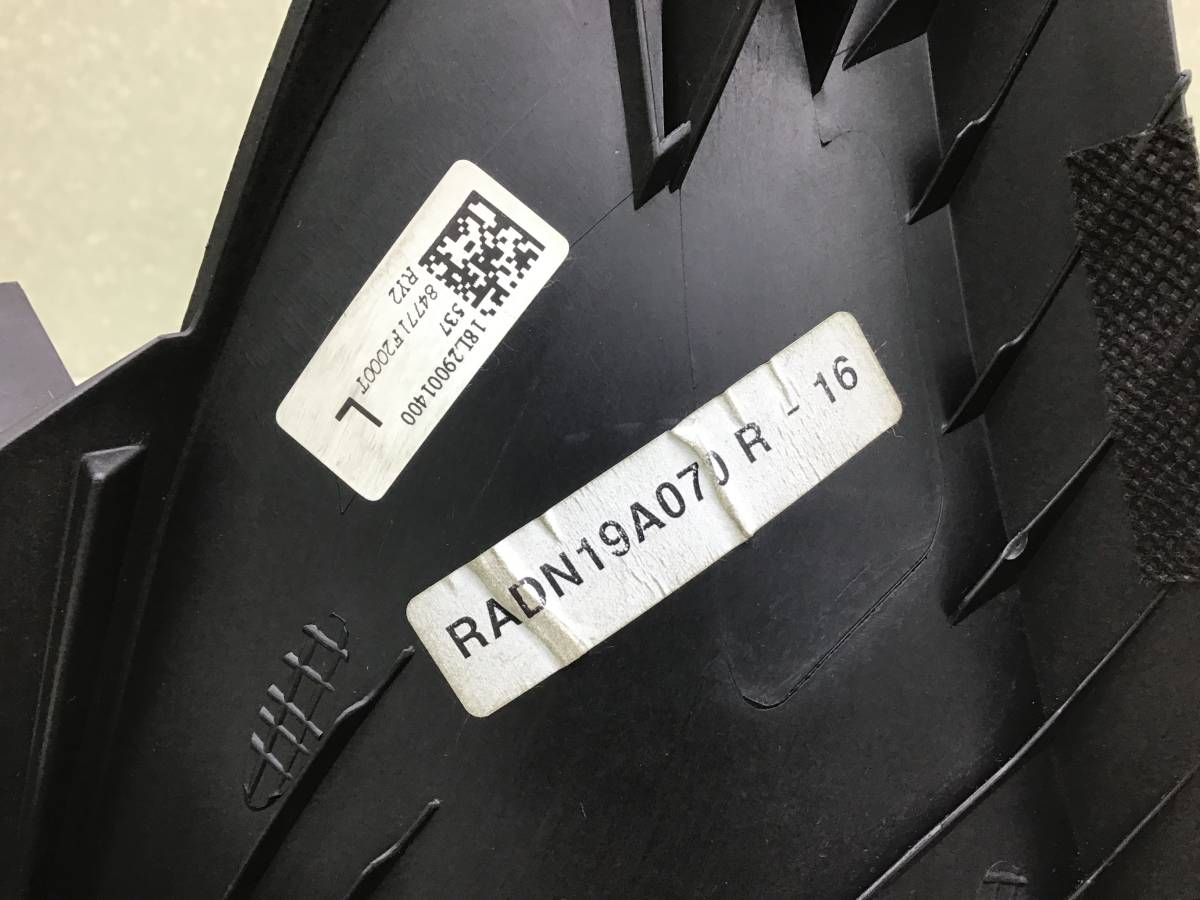 18L29001400
537
84771F2000T
RY2
L
RADN19A070 R - 16